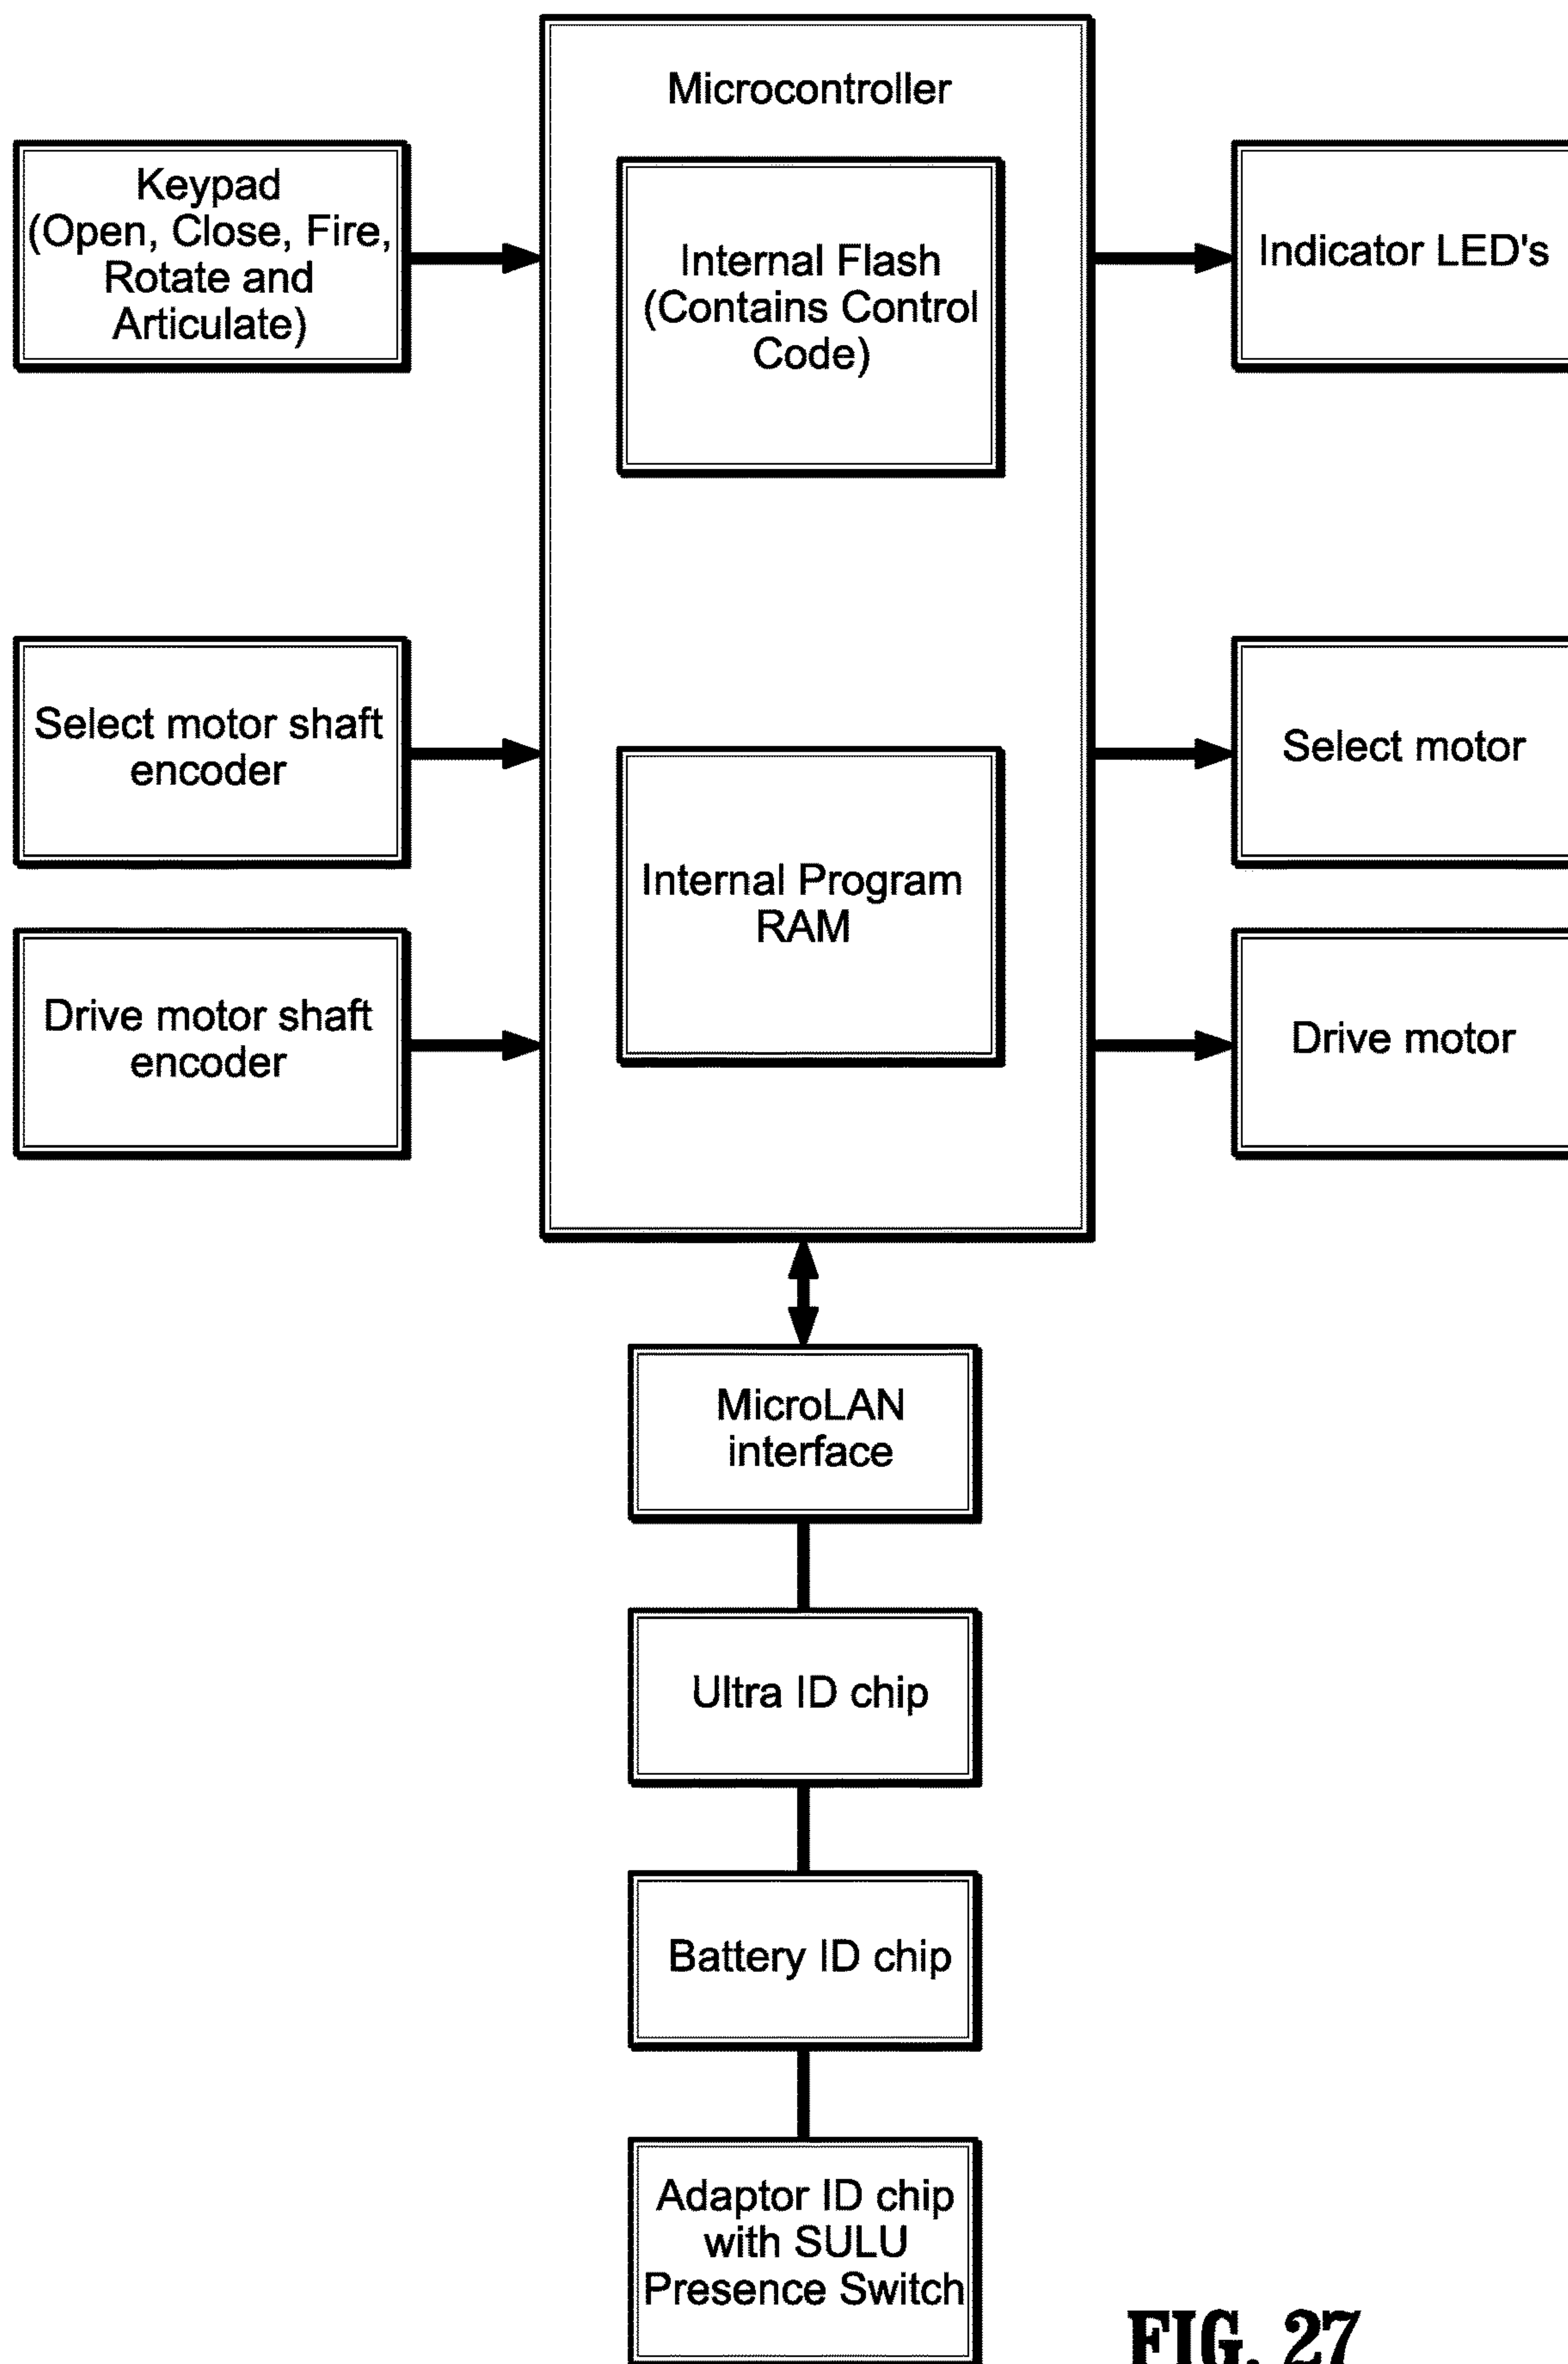 Microcontroller
Keypad
(Open, Close, Fire,
Rotate and
Articulate)
Internal Flash
(Contains Control
Code)
Indicator LED's
Select motor shaft
encoder
Select motor
Internal Program
RAM
Drive motor shaft
encoder
Drive motor
MicroLAN
interface
Ultra ID chip
Battery ID chip
Adaptor ID chip
with SULU
Presence Switch
FIG. 27